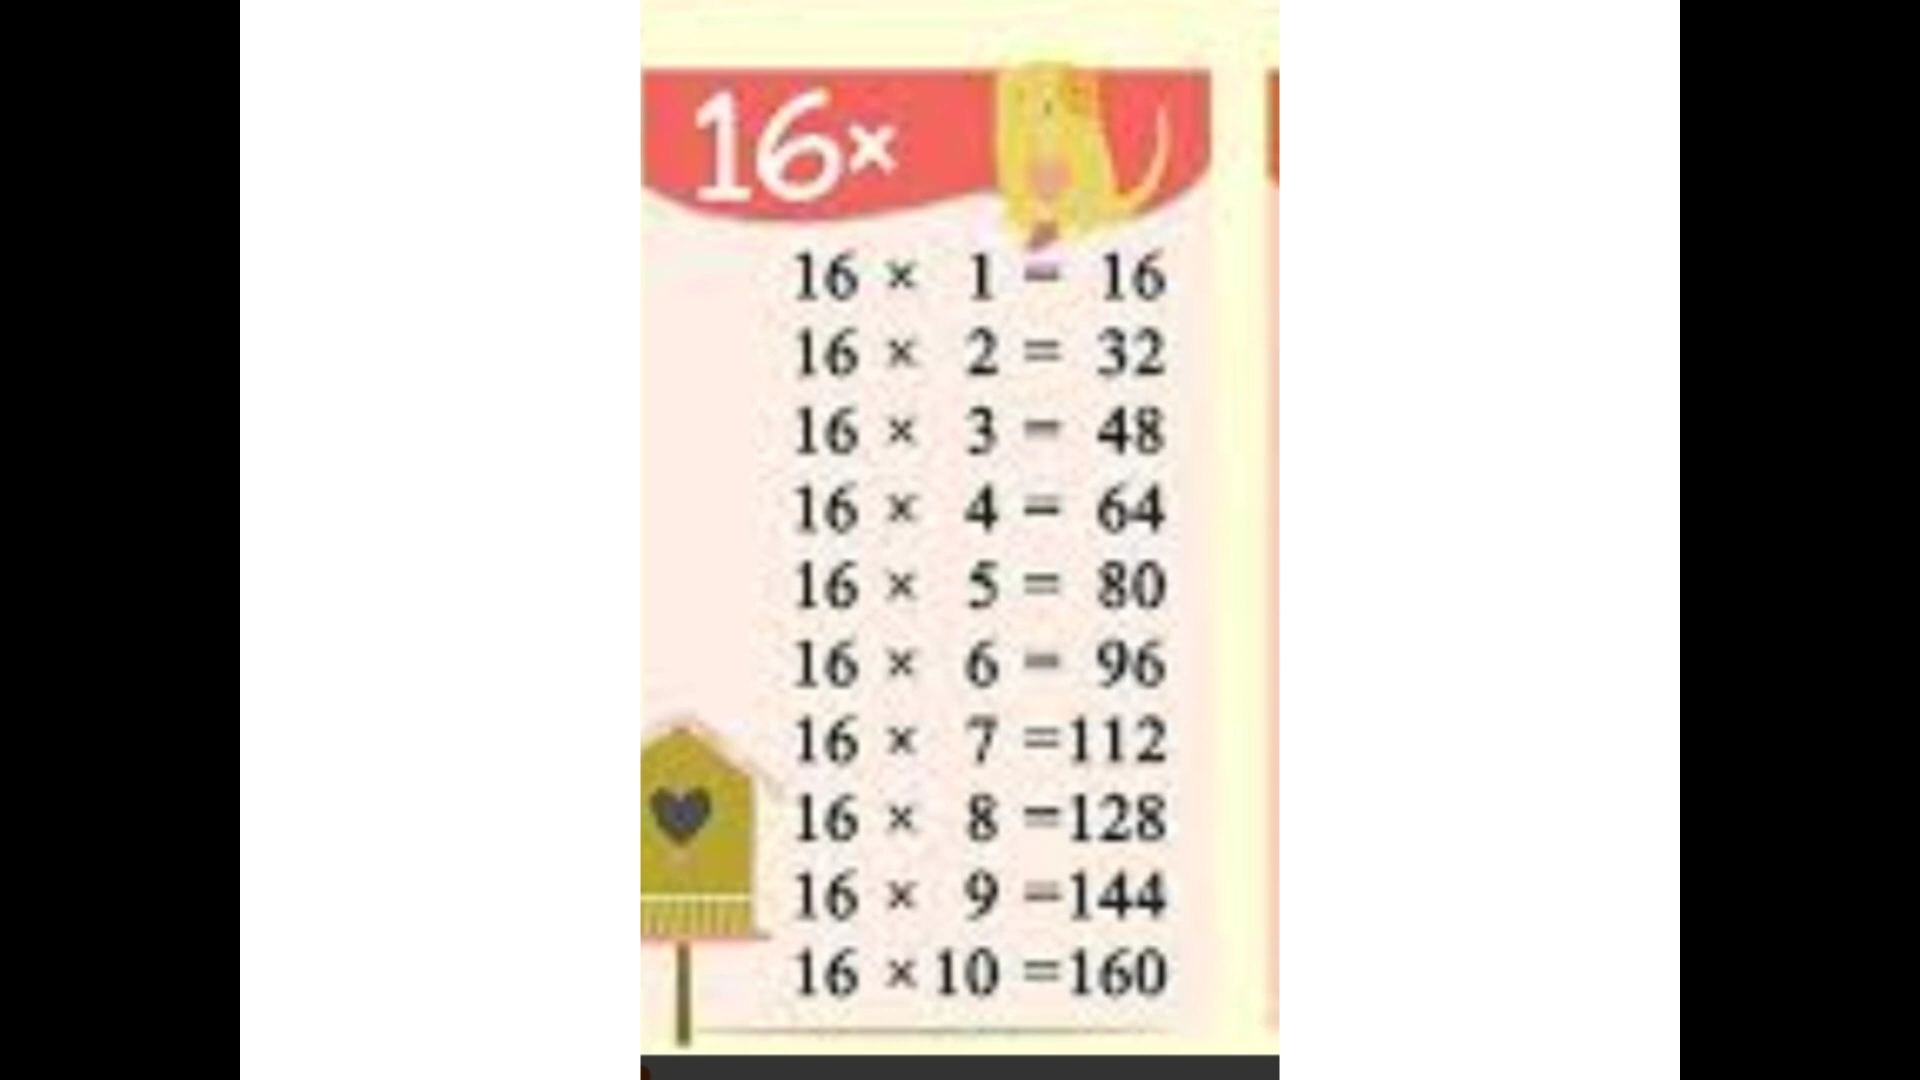 16×
16 × 1 = 16
16 × 2 = 32
16 × 3 = 48
16 × 4 = 64
16 × 5 = 80
16 × 6 = 96
16 × 7 =112
16 × 8 =128
16 × 9 =144
16 × 10 =160